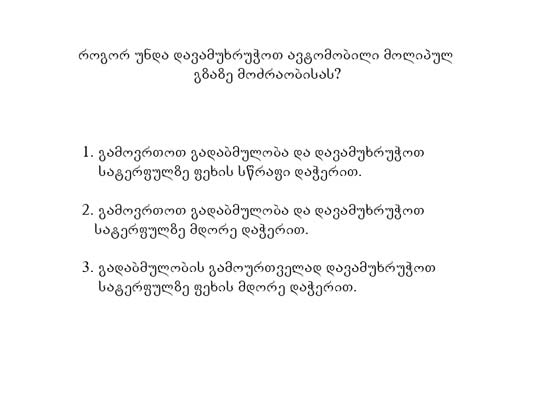 როგორ უნდა დავამუხრუჭოთ ავტომობილი მოლიპულ
გზაზე მოძრაობისას?
1. გამოვრთოთ გადაბმულობა და დავამუხრუჭოთ
სატერფულზე ფეხის სწრაფი დაჭერით.
2. გამოვრთოთ გადაბმულობა და დავამუხრუჭოთ
სატერფულზე მდორე დაჭერით.
3. გადაბმულობის გამოურთველად დავამუხრუჭოთ
სატერფულზე ფეხის მდორე დაჭერით.